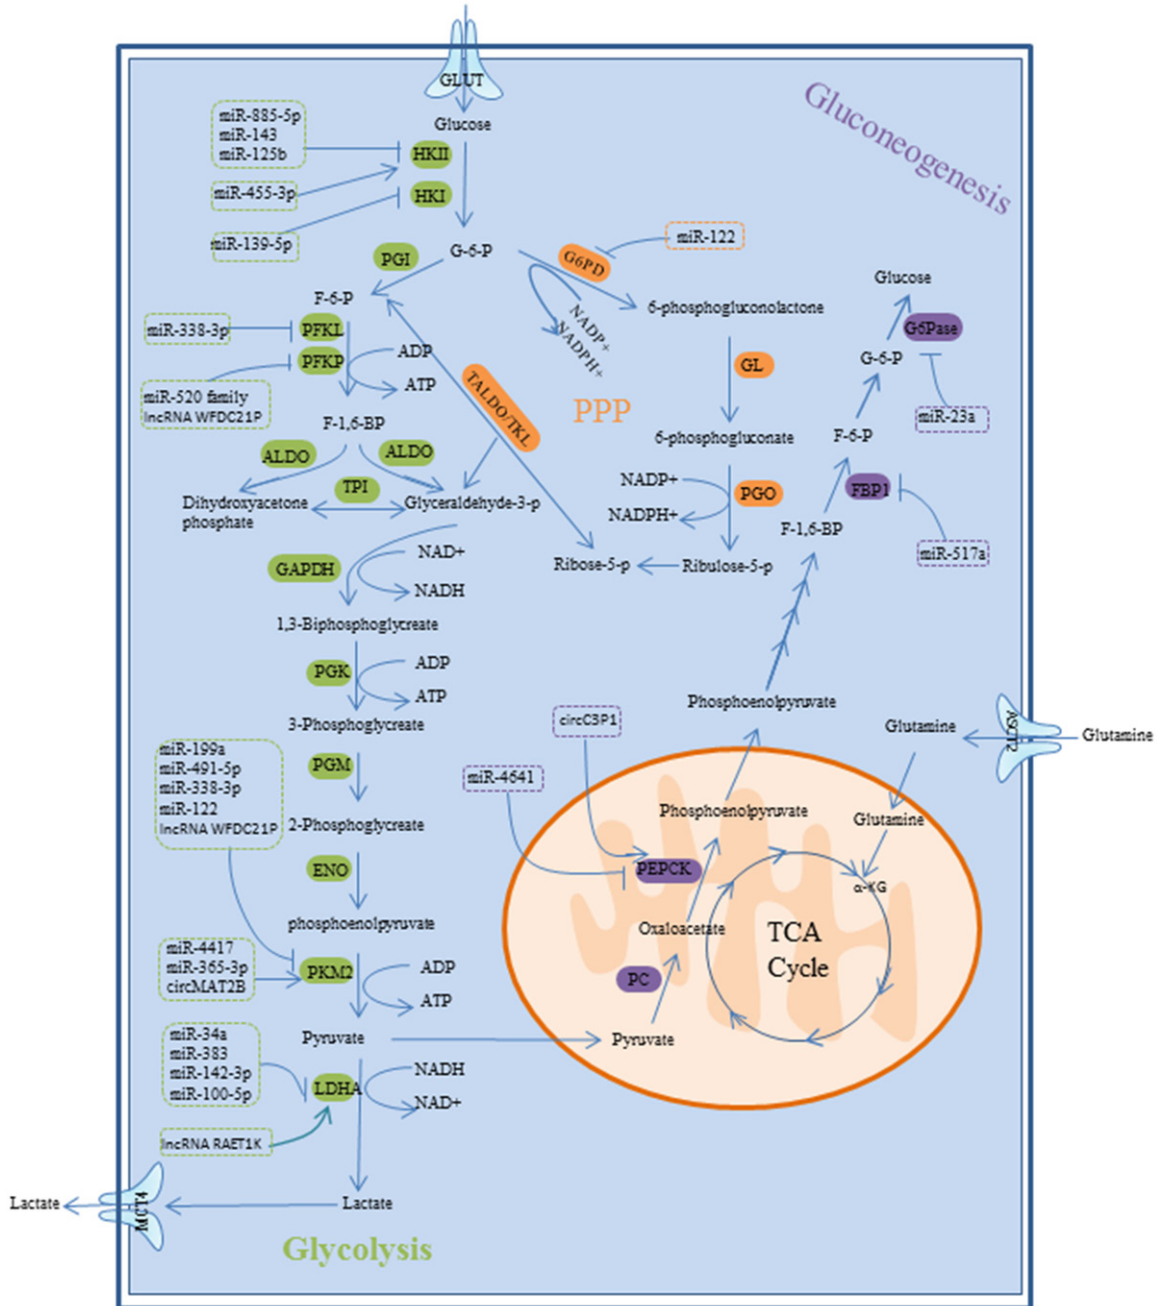 GLUT
Glucose
Gluconeogenesis
miR-885-5p
miR-143
miR-125b
HKII
miR-455-3p
HKI
miR-139-5p
G-6-P
PGI
G6PD
miR-122
F-6-P
NADP+
NADPH+
6-phosphogluconolactone
Glucose
G6Pase
G-6-P
miR-338-3p
PFKL
PFKP
ADP
ATP
miR-520 family
lncRNA WFDC21P
TALDO/TKL
PPP
GL
miR-23a
F-1,6-BP
6-phosphogluconate
F-6-P
ALDO
ALDO
TPI
Dihydroxyacetone
phosphate
Glyceraldehyde-3-p
NADP+
NADPH+
PGO
FBP1
F-1,6-BP
miR-517a
GAPDH
NAD+
NADH
Ribose-5-p
Ribulose-5-p
1,3-Biphosphoglycreate
PGK
ADP
ATP
3-Phosphoglycreate
Phosphoenolpyruvate
circC3P1
Glutamine
ASCT2
Glutamine
miR-199a
miR-491-5p
miR-338-3p
miR-122
lncRNA WFDC21P
PGM
miR-4641
2-Phosphoglycreate
Phosphoenolpyruvate
Glutamine
ENO
PEPCK
α-KG
phosphoenolpyruvate
Oxaloacetate
TCA
Cycle
miR-4417
miR-365-3p
circMAT2B
PKM2
ADP
ATP
PC
Pyruvate
Pyruvate
miR-34a
miR-383
miR-142-3p
miR-100-5p
LDHA
NADH
NAD+
lncRNA RAET1K
Lactate
MCT4
Lactate
Glycolysis